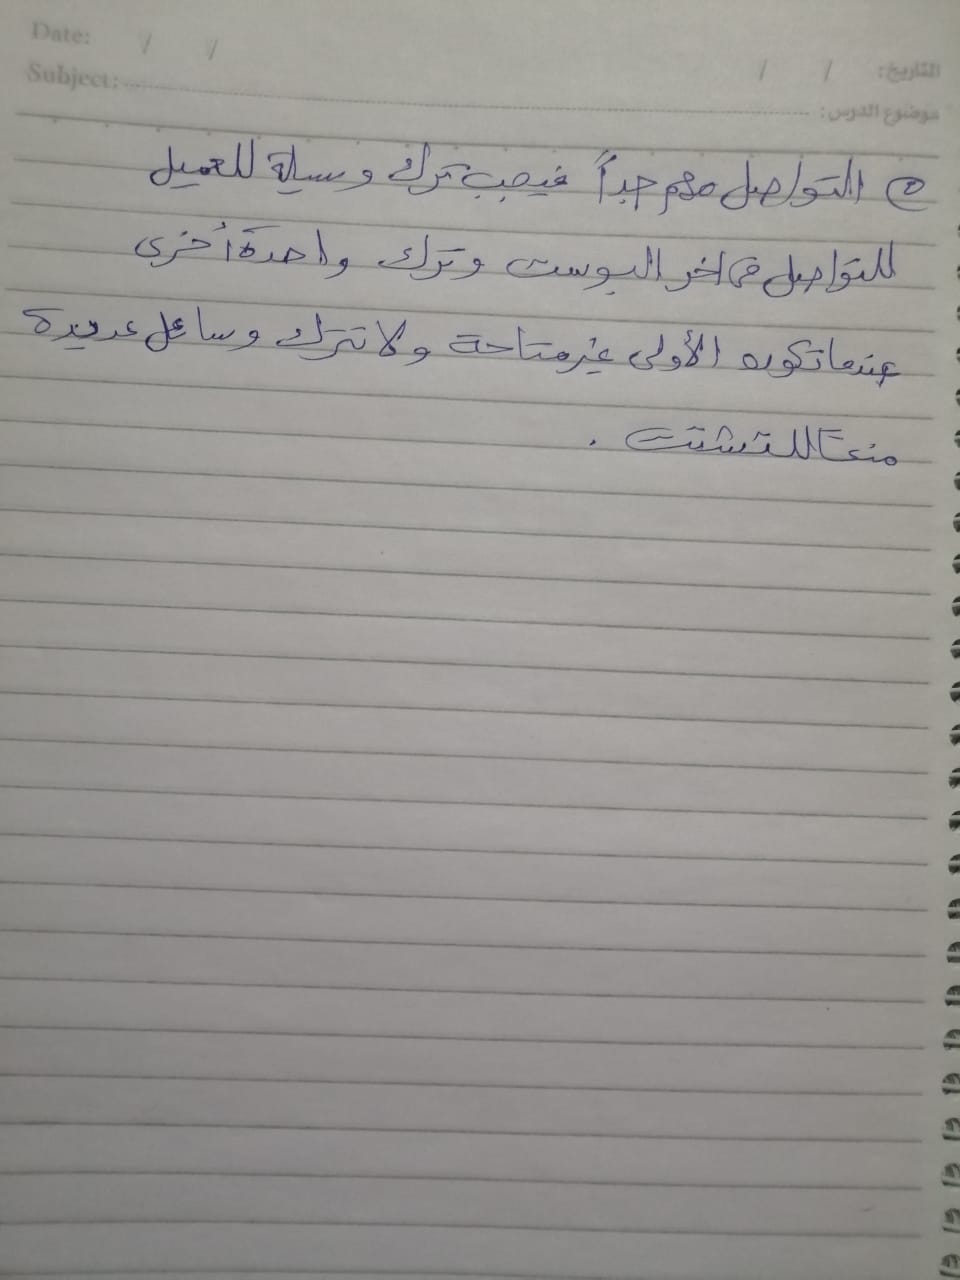 Date: / /
التاريخ: / /
Subject:
موضوع الدرس:
التواصل مهم جداً فيجب ترك وسيلة للعميل
للتواصل في اخر البوست وترك واحدة أخرى
عندما تكون الأولى غير متاحة ولا تترك وسائل عديدة
منعاً للتشتت .